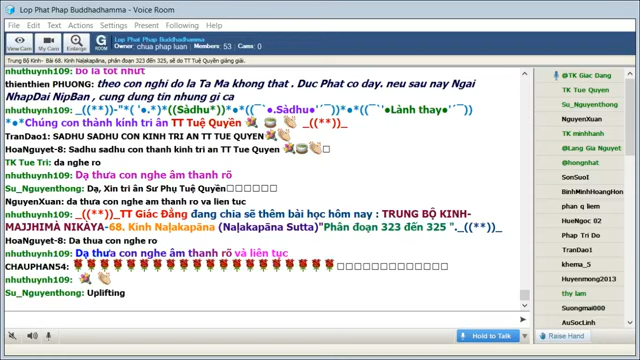 Lop Phat Phap Buddhadhamma - Voice Room
File Edit Text Actions Settings Present Following Help
View Cam My Cam Enlarge Room
Lop Phat Phap Buddhadhamma
Owner: chua phap luan Members: 53 Cams: 0
Trung Bộ Kinh- Bài 68. Kinh Naḷakapāna, phân đoạn 323 đến 325, sẽ do TT Tuệ Quyền giảng giải.
nhuthuynh109: bo la tot nhut
thienthien PHUONG: theo con nghi do la Ta Ma khong that . Duc Phat co day. neu sau nay Ngai
NhapDai NipBan , cung dung tin nhung gi ca
nhuthuynh109: _((**))-"*( ‘•.*)*((Sàdhu*))*●*((¯`●.Sàdhu●'´¯))*●*((¯`●Lành thay●'´¯))
*●*Chúng con thành kính tri ân TT Tuệ Quyền _((**))_
TranDao1: SADHU SADHU CON KINH TRI AN TT TUE QUYEN
HoaNguyet-8: Sadhu sadhu con thanh kinh tri an TT Tue Quyen
TK Tue Tri: da nghe ro
nhuthuynh109: Dạ thưa con nghe âm thanh rõ
Su_Nguyenthong: Dạ, Xin tri ân Sư Phụ Tuệ Quyền□□□□□□
NguyenXuan: da thưa con nghe am thanh ro va lien tuc
nhuthuynh109: _((**))_TT Giác Đẳng đang chia sẽ thêm bài học hôm nay : TRUNG BỘ KINH-
MAJJHIMÀ NIKÀYA-68. Kinh Naḷakapāna (Naḷakapāna Sutta)"Phân đoạn 323 đến 325 "._((**))_
HoaNguyet-8: Da thua con nghe ro
nhuthuynh109: Dạ thưa con nghe âm thanh rõ và liên tục
CHAUPHAN54: 🌹🌹🌹🌹🌹🌹🌹🌹🌹🌹🌹🌹🌹🌹🌹🌹🌹🌹🌹🌹□□□□□□□□□□□□
nhuthuynh109:
Su_Nguyenthong: Uplifting
@TK Giac Dang
TK Tue Quyen
Su_Nguyenthong
NguyenXuan
TK minhhanh
@Lang Gia Nguyet
@hongnhat
SonSuoI
BinhMinhHoangHon
phan q liem
HueNgoc 02
Phap Tri Do
TranDao1
khema_5
Huyenmong2013
thy lam
Suongmai000
AuSocLinh
Hold to Talk
Raise Hand